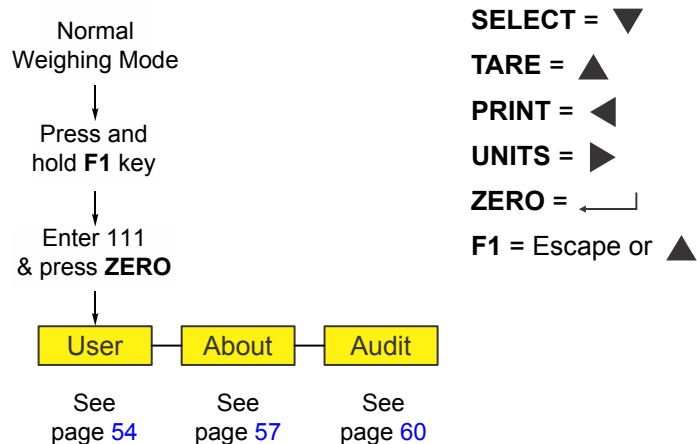 Normal
Weighing Mode
Press and
hold F1 key
Enter 111
& press ZERO
User
About
Audit
See
page 54
See
page 57
See
page 60
SELECT = ▼
TARE = ▲
PRINT = ◀
UNITS = ▶
ZERO = ↵
F1 = Escape or ▲